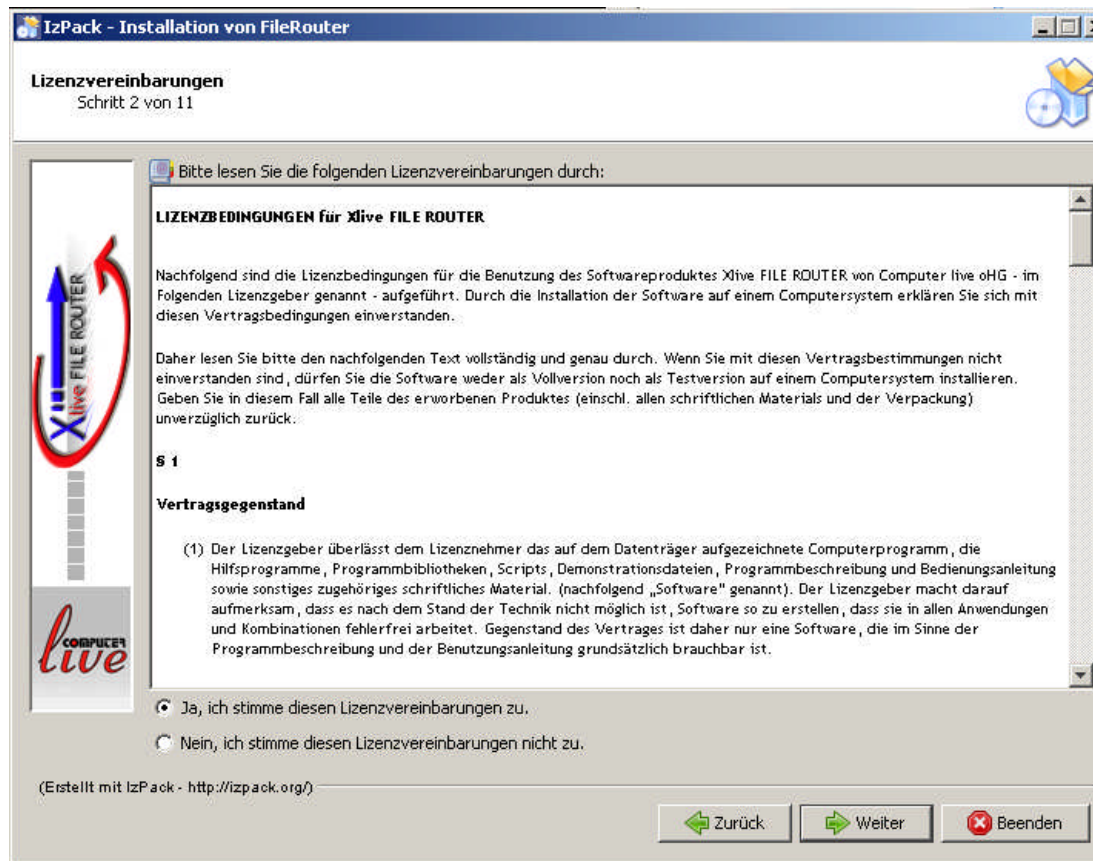 IzPack - Installation von FileRouter
Lizenzvereinbarungen
Schritt 2 von 11
Bitte lesen Sie die folgenden Lizenzvereinbarungen durch:
LIZENZBEDINGUNGEN für Xlive FILE ROUTER
Nachfolgend sind die Lizenzbedingungen für die Benutzung des Softwareproduktes Xlive FILE ROUTER von Computer live oHG - im
Folgenden Lizenzgeber genannt - aufgeführt. Durch die Installation der Software auf einem Computersystem erklären Sie sich mit
diesen Vertragsbedingungen einverstanden.
Daher lesen Sie bitte den nachfolgenden Text vollständig und genau durch. Wenn Sie mit diesen Vertragsbestimmungen nicht
einverstanden sind, dürfen Sie die Software weder als Vollversion noch als Testversion auf einem Computersystem installieren.
Geben Sie in diesem Fall alle Teile des erworbenen Produktes (einschl. allen schriftlichen Materials und der Verpackung)
unverzüglich zurück.
§ 1
Vertragsgegenstand
(1) Der Lizenzgeber überlässt dem Lizenznehmer das auf dem Datenträger aufgezeichnete Computerprogramm, die
Hilfsprogramme, Programmbibliotheken, Scripts, Demonstrationsdateien, Programmbeschreibung und Bedienungsanleitung
sowie sonstiges zugehöriges schriftliches Material. (nachfolgend „Software" genannt). Der Lizenzgeber macht darauf
aufmerksam, dass es nach dem Stand der Technik nicht möglich ist, Software so zu erstellen, dass sie in allen Anwendungen
und Kombinationen fehlerfrei arbeitet. Gegenstand des Vertrages ist daher nur eine Software, die im Sinne der
Programmbeschreibung und der Benutzungsanleitung grundsätzlich brauchbar ist.
Xlive FILE ROUTER
COMPUTER
live
Ja, ich stimme diesen Lizenzvereinbarungen zu.
Nein, ich stimme diesen Lizenzvereinbarungen nicht zu.
(Erstellt mit IzPack - http://izpack.org/)
Zurück
Weiter
Beenden